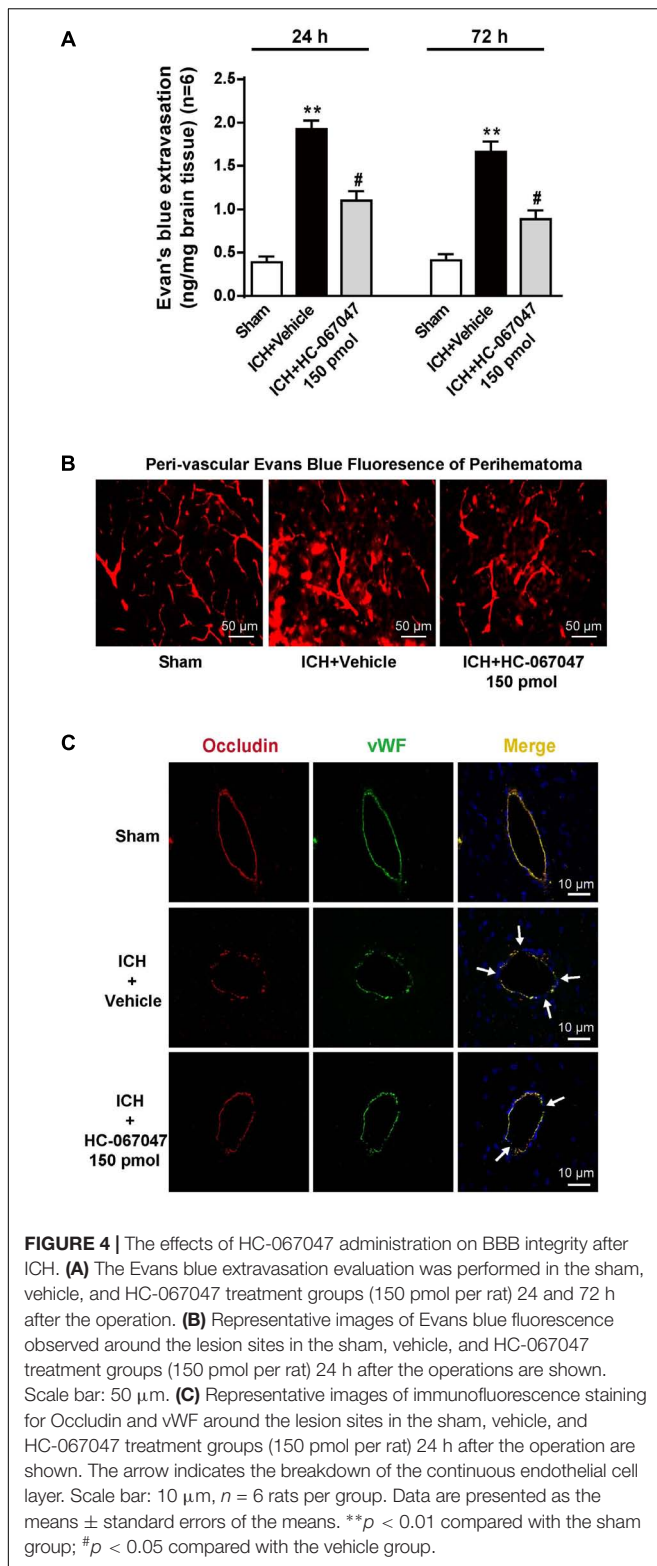 A
24 h
72 h
Evan's blue extravasation
(ng/mg brain tissue) (n=6)
2.5
2.0
1.5
1.0
0.5
0.0
**
#
**
#
Sham
ICH+Vehicle
ICH+HC-067047
150 pmol
Sham
ICH+Vehicle
ICH+HC-067047
150 pmol
B
Peri-vascular Evans Blue Fluoresence of Perihematoma
50 μm
50 μm
50 μm
Sham
ICH+Vehicle
ICH+HC-067047
150 pmol
C
Occludin
vWF
Merge
Sham
10 μm
ICH
+
Vehicle
10 μm
ICH
+
HC-067047
150 pmol
10 μm
FIGURE 4 | The effects of HC-067047 administration on BBB integrity after
ICH. (A) The Evans blue extravasation evaluation was performed in the sham,
vehicle, and HC-067047 treatment groups (150 pmol per rat) 24 and 72 h
after the operation. (B) Representative images of Evans blue fluorescence
observed around the lesion sites in the sham, vehicle, and HC-067047
treatment groups (150 pmol per rat) 24 h after the operations are shown.
Scale bar: 50 μm. (C) Representative images of immunofluorescence staining
for Occludin and vWF around the lesion sites in the sham, vehicle, and
HC-067047 treatment groups (150 pmol per rat) 24 h after the operation are
shown. The arrow indicates the breakdown of the continuous endothelial cell
layer. Scale bar: 10 μm, n = 6 rats per group. Data are presented as the
means ± standard errors of the means. **p < 0.01 compared with the sham
group; #p < 0.05 compared with the vehicle group.